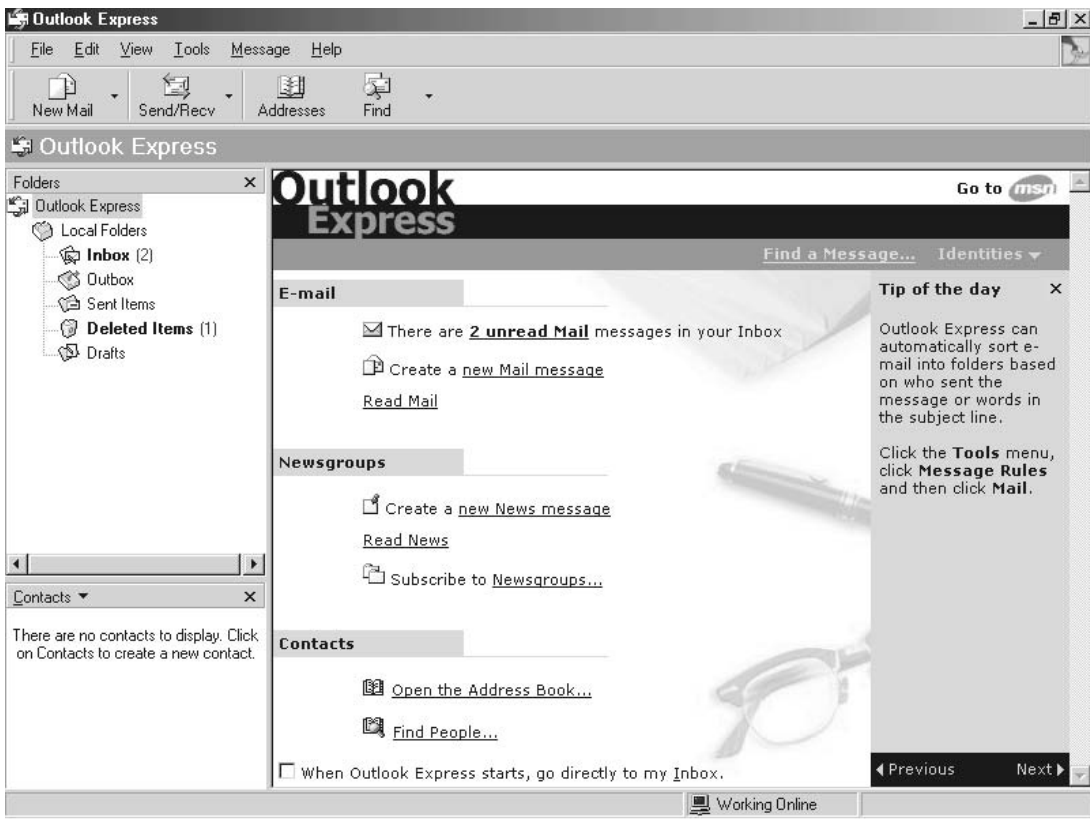 Outlook Express
File Edit View Tools Message Help
New Mail Send/Recv Addresses Find
Outlook Express
Folders
Outlook Express
Local Folders
Inbox (2)
Outbox
Sent Items
Deleted Items (1)
Drafts
Contacts
There are no contacts to display. Click
on Contacts to create a new contact.
Outlook
Express
Go to msn
Find a Message... Identities
E-mail
There are 2 unread Mail messages in your Inbox
Create a new Mail message
Read Mail
Newsgroups
Create a new News message
Read News
Subscribe to Newsgroups...
Contacts
Open the Address Book...
Find People...
When Outlook Express starts, go directly to my Inbox.
Tip of the day
Outlook Express can
automatically sort e-
mail into folders based
on who sent the
message or words in
the subject line.
Click the Tools menu,
click Message Rules
and then click Mail.
Previous Next
Working Online